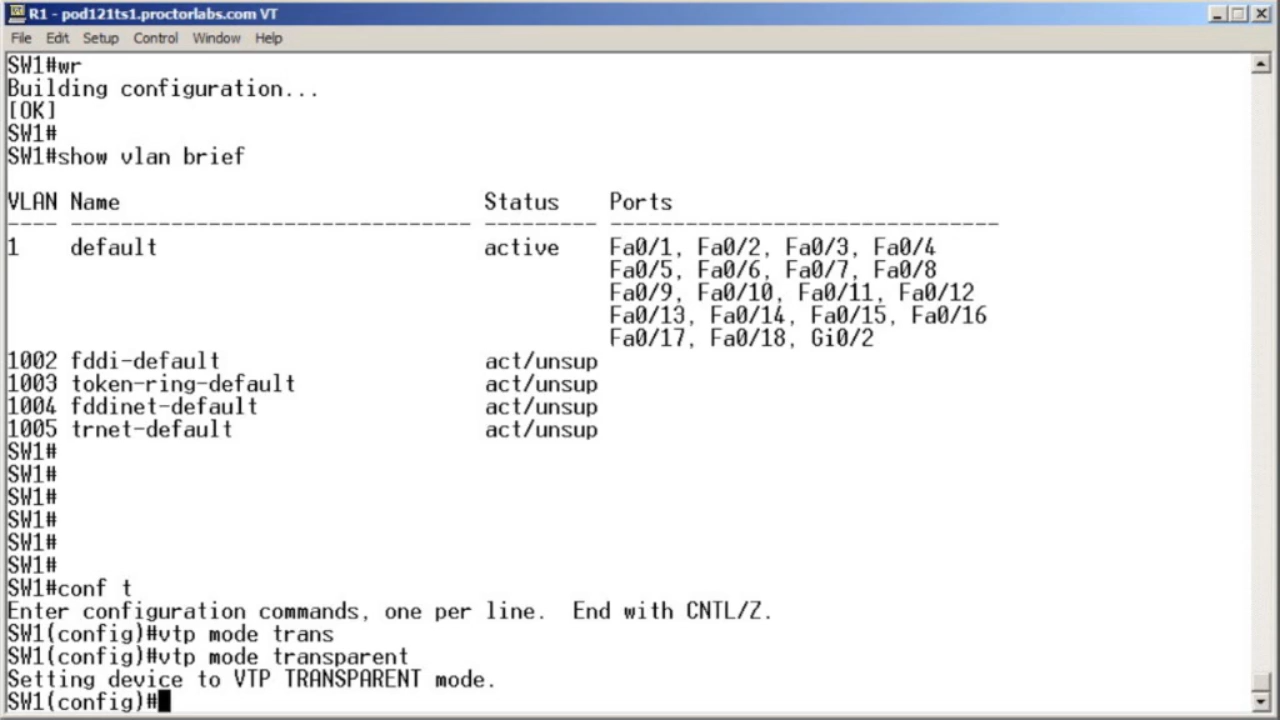 R1 - pod121ts1.proctorlabs.com VT
File Edit Setup Control Window Help
SW1#wr
Building configuration...
[OK]
SW1#
SW1#show vlan brief
VLAN Name Status Ports
---- -------------------------------- --------- -------------------------------
1 default active Fa0/1, Fa0/2, Fa0/3, Fa0/4
Fa0/5, Fa0/6, Fa0/7, Fa0/8
Fa0/9, Fa0/10, Fa0/11, Fa0/12
Fa0/13, Fa0/14, Fa0/15, Fa0/16
Fa0/17, Fa0/18, Gi0/2
1002 fddi-default act/unsup
1003 token-ring-default act/unsup
1004 fddinet-default act/unsup
1005 trnet-default act/unsup
SW1#
SW1#
SW1#
SW1#
SW1#
SW1#
SW1#conf t
Enter configuration commands, one per line. End with CNTL/Z.
SW1(config)#vtp mode trans
SW1(config)#vtp mode transparent
Setting device to VTP TRANSPARENT mode.
SW1(config)#